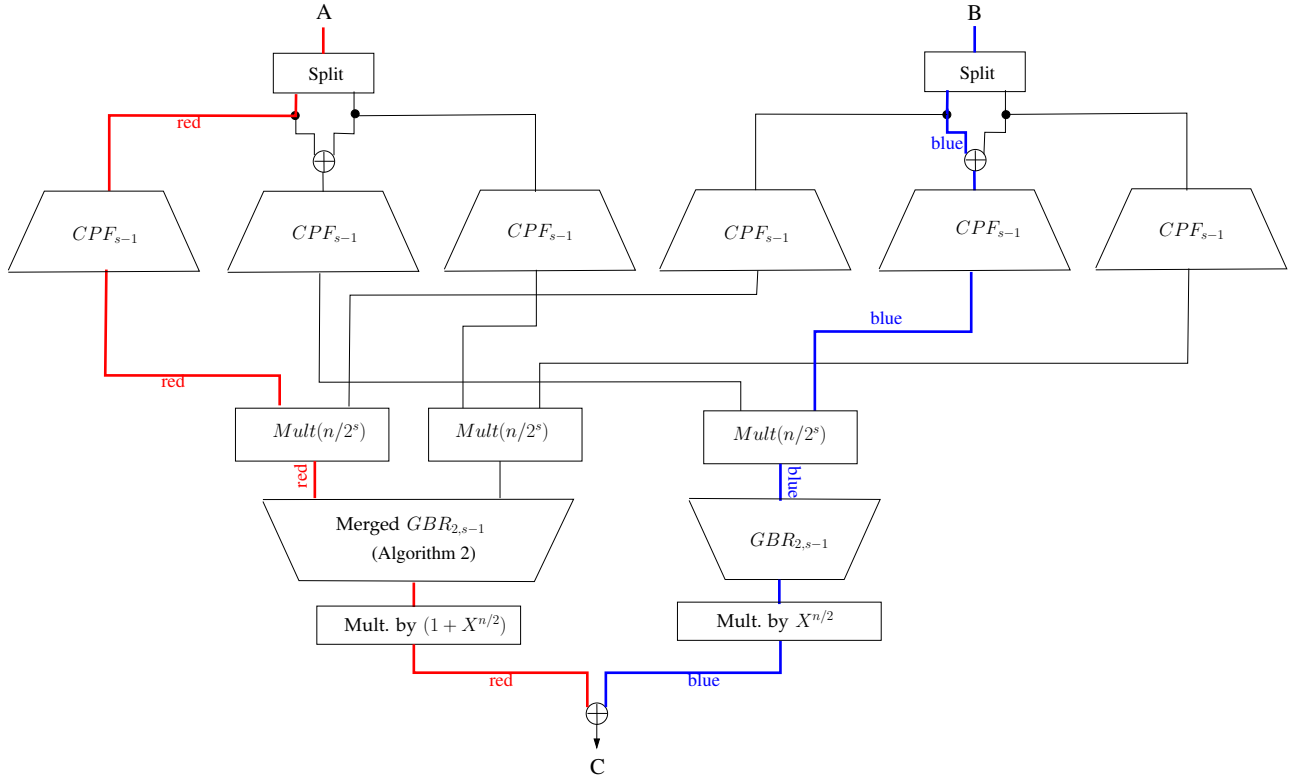 A
B
Split
Split
red
blue
$CPF_{s-1}$
$CPF_{s-1}$
$CPF_{s-1}$
$CPF_{s-1}$
$CPF_{s-1}$
$CPF_{s-1}$
blue
red
$Mult(n/2^s)$
$Mult(n/2^s)$
$Mult(n/2^s)$
red
blue
Merged $GBR_{2,s-1}$
(Algorithm 2)
$GBR_{2,s-1}$
Mult. by $(1 + X^{n/2})$
Mult. by $X^{n/2}$
red
blue
C